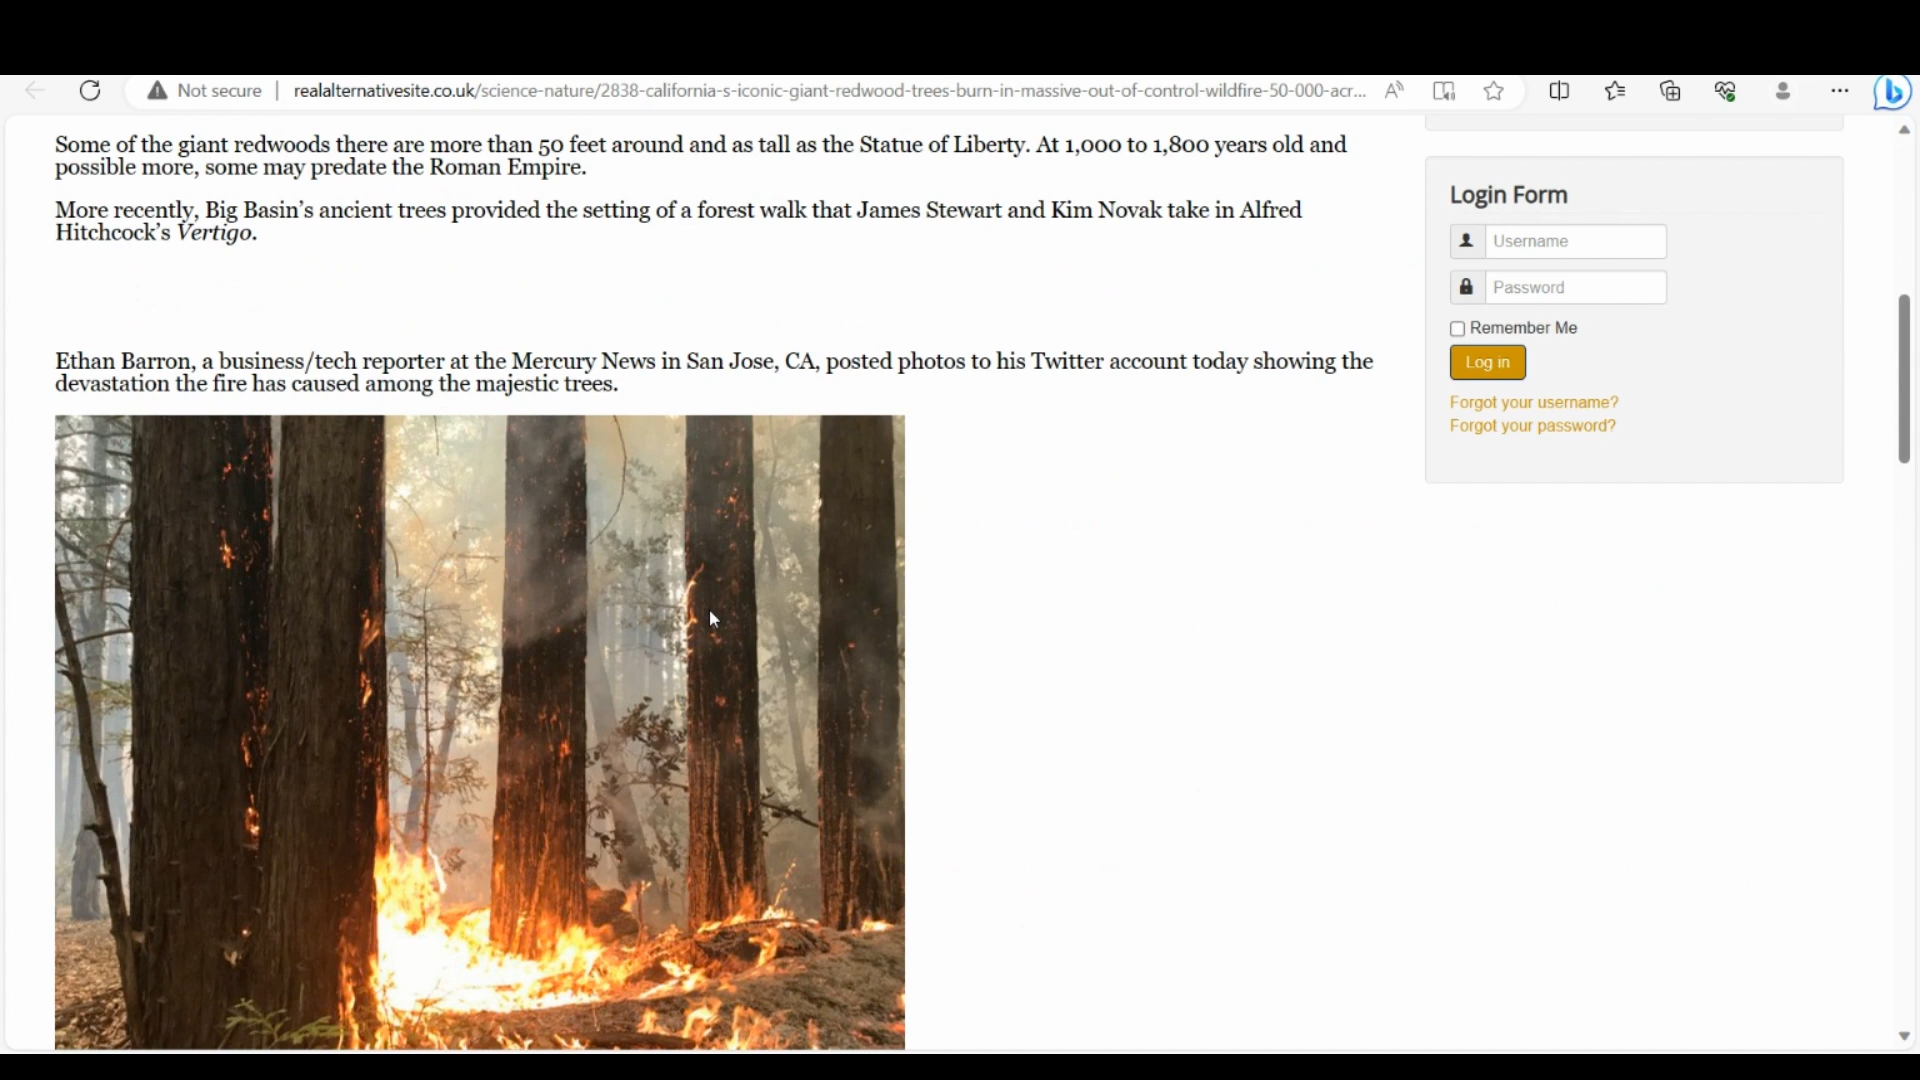 Not secure
realalternativesite.co.uk/science-nature/2838-california-s-iconic-giant-redwood-trees-burn-in-massive-out-of-control-wildfire-50-000-acr...
Some of the giant redwoods there are more than 50 feet around and as tall as the Statue of Liberty. At 1,000 to 1,800 years old and
possible more, some may predate the Roman Empire.
More recently, Big Basin's ancient trees provided the setting of a forest walk that James Stewart and Kim Novak take in Alfred
Hitchcock's Vertigo.
Ethan Barron, a business/tech reporter at the Mercury News in San Jose, CA, posted photos to his Twitter account today showing the
devastation the fire has caused among the majestic trees.
Login Form
Username
Password
Remember Me
Log in
Forgot your username?
Forgot your password?